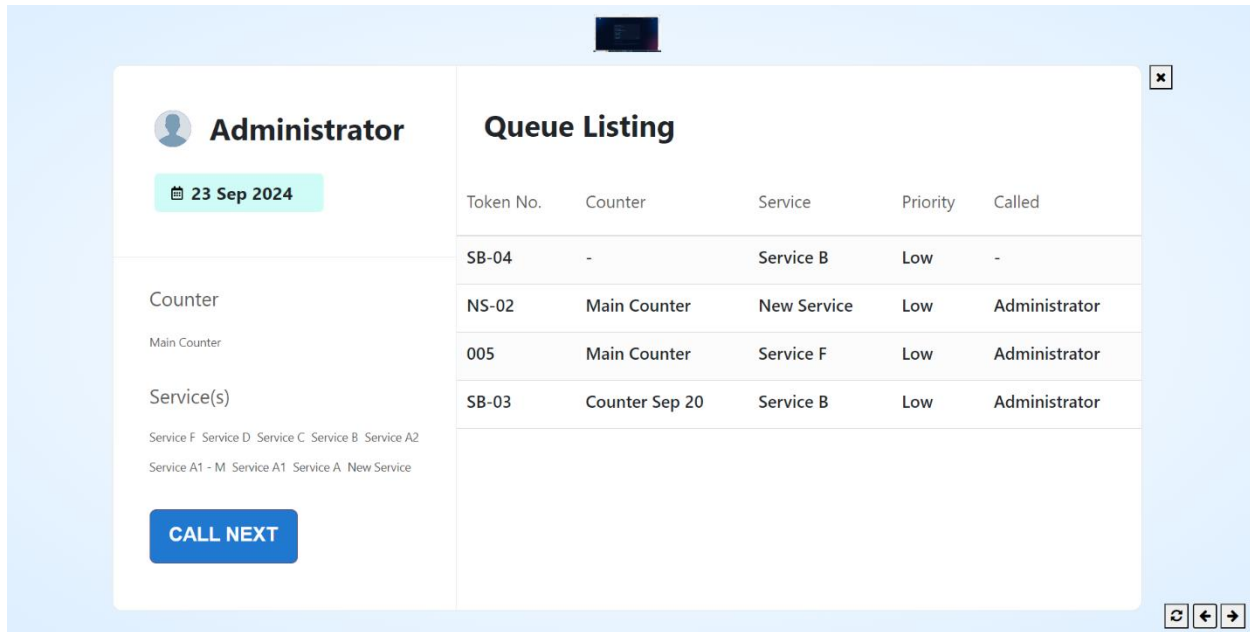 Administrator
23 Sep 2024
Counter
Main Counter
Service(s)
Service F Service D Service C Service B Service A2
Service A1 - M Service A1 Service A New Service
CALL NEXT
Queue Listing
Token No. Counter Service Priority Called
SB-04 - Service B Low -
NS-02 Main Counter New Service Low Administrator
005 Main Counter Service F Low Administrator
SB-03 Counter Sep 20 Service B Low Administrator